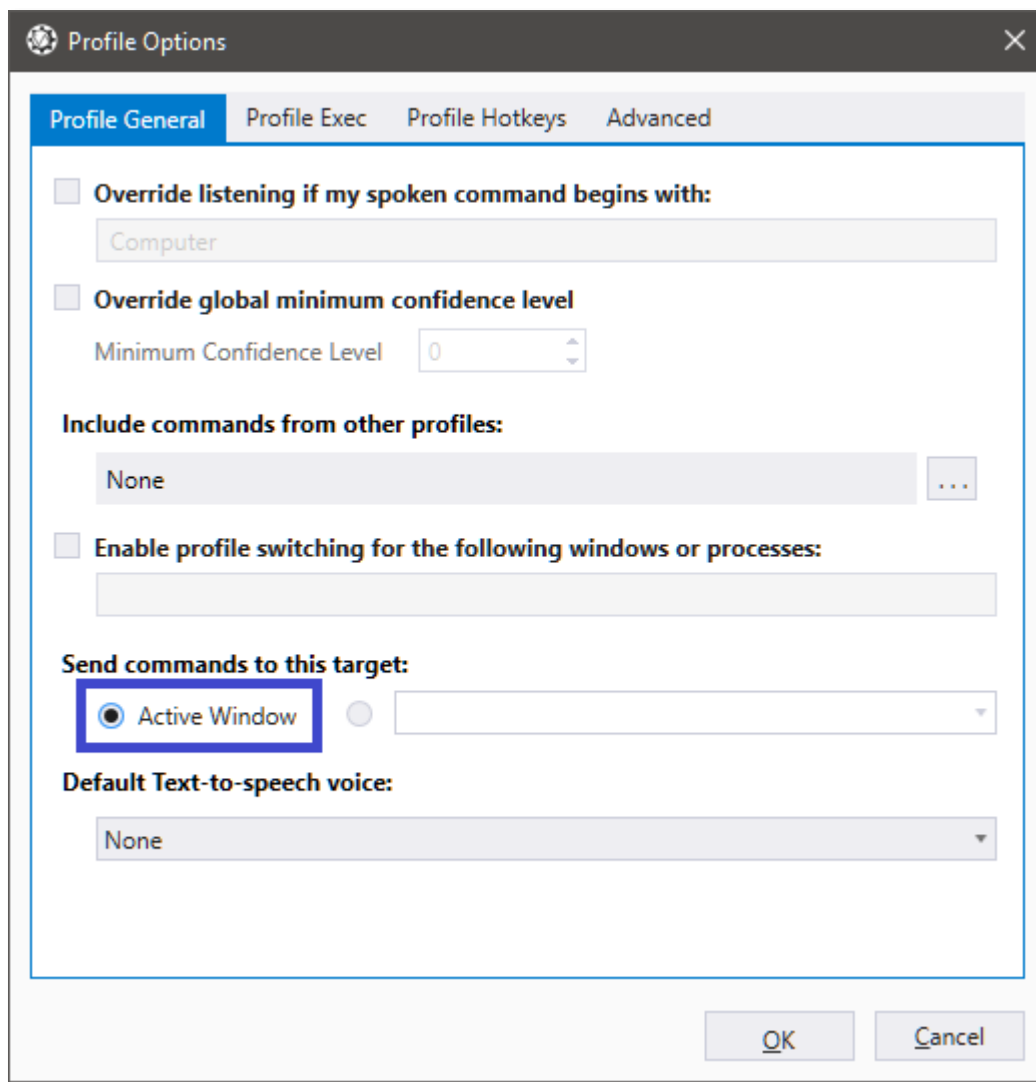 Profile Options
Profile General Profile Exec Profile Hotkeys Advanced
Override listening if my spoken command begins with:
Computer
Override global minimum confidence level
Minimum Confidence Level 0
Include commands from other profiles:
None ...
Enable profile switching for the following windows or processes:
Send commands to this target:
Active Window
Default Text-to-speech voice:
None
OK Cancel